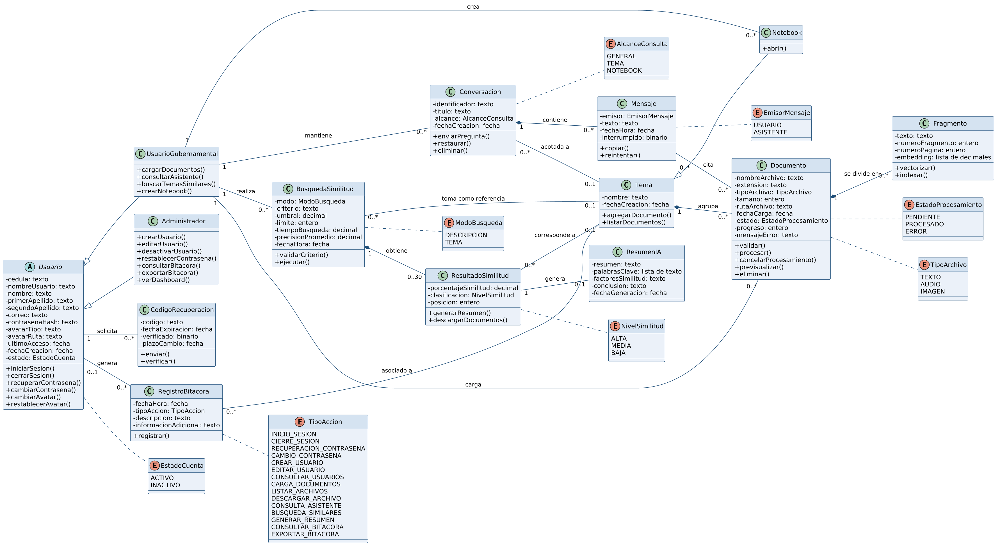 crea
C Notebook
0..*
+abrir()
E AlcanceConsulta
GENERAL
TEMA
NOTEBOOK
C Conversacion
-identificador: texto
-titulo: texto
-alcance: AlcanceConsulta
-fechaCreacion: fecha
+enviarPregunta()
+restaurar()
+eliminar()
contiene
1
0..*
C Mensaje
-emisor: EmisorMensaje
-texto: texto
-fechaHora: fecha
-interrumpido: binario
+copiar()
+reintentar()
E EmisorMensaje
USUARIO
ASISTENTE
C Fragmento
-texto: texto
-numeroFragmento: entero
-numeroPagina: entero
-embedding: lista de decimales
+vectorizar()
+indexar()
mantiene
0..*
1
1
C UsuarioGubernamental
+cargarDocumentos()
+consultarAsistente()
+buscarTemasSimilares()
+crearNotebook()
acotada a
0..*
0..1
cita
0..*
0..*
C Documento
-nombreArchivo: texto
-extension: texto
-tipoArchivo: TipoArchivo
-tamano: entero
-rutaArchivo: texto
-fechaCarga: fecha
-estado: EstadoProcesamiento
-progreso: entero
-mensajeError: texto
+validar()
+procesar()
+cancelarProcesamiento()
+previsualizar()
+eliminar()
se divide en
0..*
1
realiza
1
0..*
1
C BusquedaSimilitud
-modo: ModoBusqueda
-criterio: texto
-umbral: decimal
-limite: entero
-tiempoBusqueda: decimal
-precisionPromedio: decimal
-fechaHora: fecha
+validarCriterio()
+ejecutar()
toma como referencia
0..*
0..1
C Tema
-nombre: texto
-fechaCreacion: fecha
+agregarDocumento()
+listarDocumentos()
agrupa
1
0..*
E EstadoProcesamiento
PENDIENTE
PROCESADO
ERROR
E ModoBusqueda
DESCRIPCION
TEMA
C Administrador
+crearUsuario()
+editarUsuario()
+desactivarUsuario()
+restablecerContrasena()
+consultarBitacora()
+exportarBitacora()
+verDashboard()
corresponde a
0..*
obtiene
1
0..30
C ResultadoSimilitud
-porcentajeSimilitud: decimal
-clasificacion: NivelSimilitud
-posicion: entero
+generarResumen()
+descargarDocumentos()
genera
1
0..1
C ResumenIA
-resumen: texto
-palabrasClave: lista de texto
-factoresSimilitud: texto
-conclusion: texto
-fechaGeneracion: fecha
E TipoArchivo
TEXTO
AUDIO
IMAGEN
0..*
A Usuario
-cedula: texto
-nombreUsuario: texto
-nombre: texto
-primerApellido: texto
-segundoApellido: texto
-correo: texto
-contrasenaHash: texto
-avatarTipo: texto
-avatarRuta: texto
-ultimoAcceso: fecha
-fechaCreacion: fecha
-estado: EstadoCuenta
+iniciarSesion()
+cerrarSesion()
+recuperarContrasena()
+cambiarContrasena()
+cambiarAvatar()
+restablecerAvatar()
C CodigoRecuperacion
-codigo: texto
-fechaExpiracion: fecha
-verificado: binario
-plazoCambio: fecha
+enviar()
+verificar()
solicita
1
0..*
E NivelSimilitud
ALTA
MEDIA
BAJA
genera
0..1
0..*
asociado a
0..*
carga
C RegistroBitacora
-fechaHora: fecha
-tipoAccion: TipoAccion
-descripcion: texto
-informacionAdicional: texto
+registrar()
E TipoAccion
INICIO_SESION
CIERRE_SESION
RECUPERACION_CONTRASENA
CAMBIO_CONTRASENA
CREAR_USUARIO
EDITAR_USUARIO
CONSULTAR_USUARIOS
CARGA_DOCUMENTOS
LISTAR_ARCHIVOS
DESCARGAR_ARCHIVO
CONSULTA_ASISTENTE
BUSQUEDA_SIMILARES
GENERAR_RESUMEN
CONSULTAR_BITACORA
EXPORTAR_BITACORA
E EstadoCuenta
ACTIVO
INACTIVO